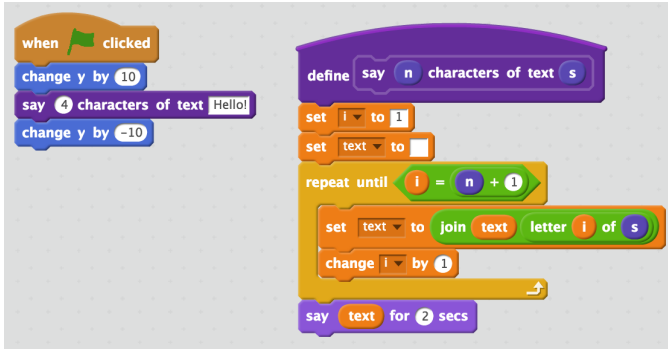 when clicked
change y by 10
say 4 characters of text Hello!
change y by -10
define say n characters of text s
set i to 1
set text to
repeat until i = n + 1
set text to join text letter i of s
change i by 1
say text for 2 secs